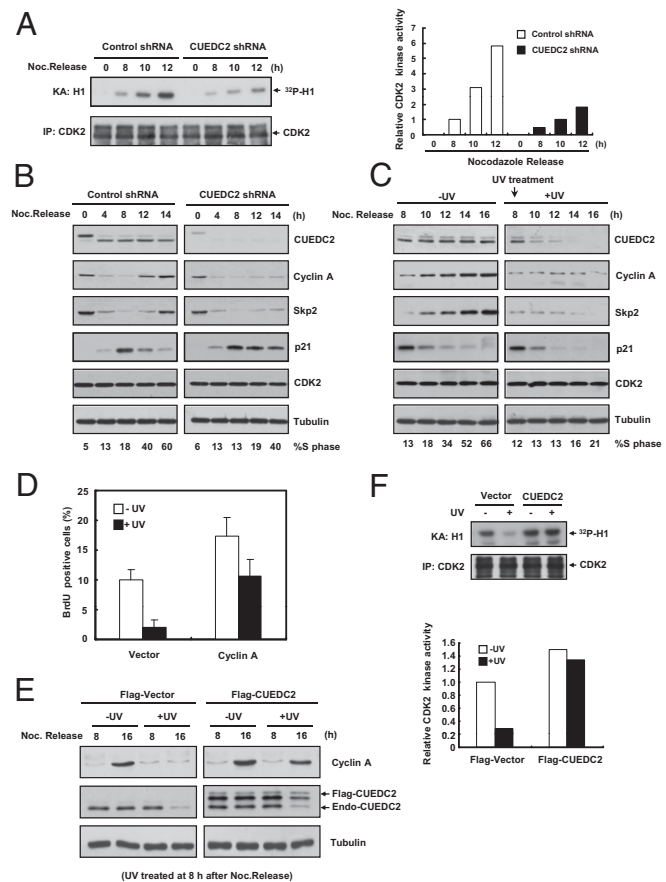 A
Control shRNA CUEDC2 shRNA
Noc.Release 0 8 10 12 0 8 10 12 (h)
KA: H1
32P-H1
IP: CDK2
CDK2
Relative CDK2 kinase activity
7
6
5
4
3
2
1
0
Control shRNA
CUEDC2 shRNA
0 8 10 12 0 8 10 12 (h)
Nocodazole Release
B
Control shRNA CUEDC2 shRNA
Noc.Release 0 4 8 12 14 0 4 8 12 14 (h)
CUEDC2
Cyclin A
Skp2
p21
CDK2
Tubulin
5 13 18 40 60 6 13 13 19 40 %S phase
C
UV treatment
-UV +UV
Noc. Release 8 10 12 14 16 8 10 12 14 16 (h)
CUEDC2
Cyclin A
Skp2
p21
CDK2
Tubulin
13 18 34 52 66 12 13 13 16 21 %S phase
D
BrdU positive cells (%)
25
20
15
10
5
0
- UV
+ UV
Vector Cyclin A
E
Flag-Vector Flag-CUEDC2
-UV +UV -UV +UV
Noc. Release 8 16 8 16 8 16 8 16 (h)
Cyclin A
Flag-CUEDC2
Endo-CUEDC2
Tubulin
(UV treated at 8 h after Noc.Release)
F
Vector CUEDC2
UV - + - +
KA: H1
32P-H1
IP: CDK2
CDK2
Relative CDK2 kinase activity
1.6
1.4
1.2
1.0
0.8
0.6
0.4
0.2
0
-UV
+UV
Flag-Vector Flag-CUEDC2